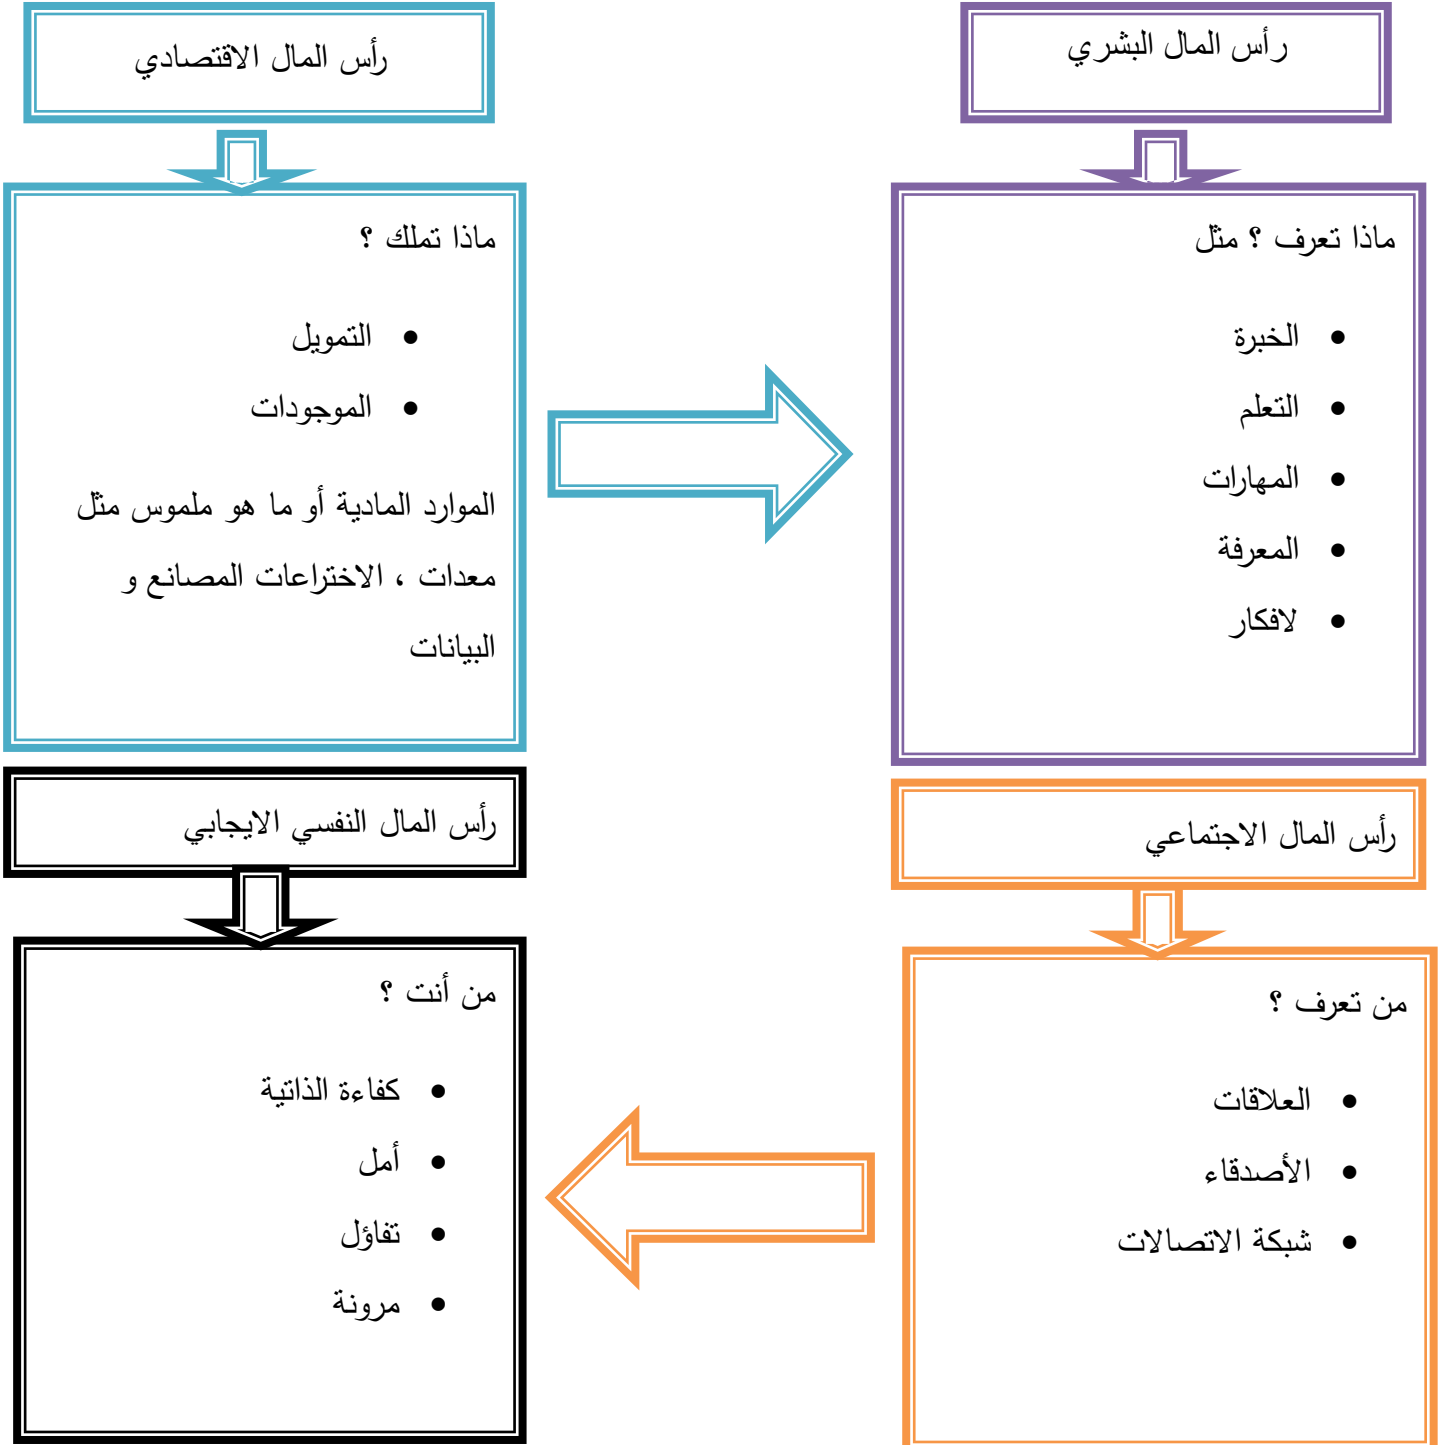 رأس المال الاقتصادي
ماذا تملك ؟
• التمويل
• الموجودات
الموارد المادية أو ما هو ملموس مثل
معدات ، الاختراعات المصانع و
البيانات
رأس المال البشري
ماذا تعرف ؟ مثل
• الخبرة
• التعلم
• المهارات
• المعرفة
• لافكار
رأس المال الاجتماعي
من تعرف ؟
• العلاقات
• الأصدقاء
• شبكة الاتصالات
رأس المال النفسي الايجابي
من أنت ؟
• كفاءة الذاتية
• أمل
• تفاؤل
• مرونة